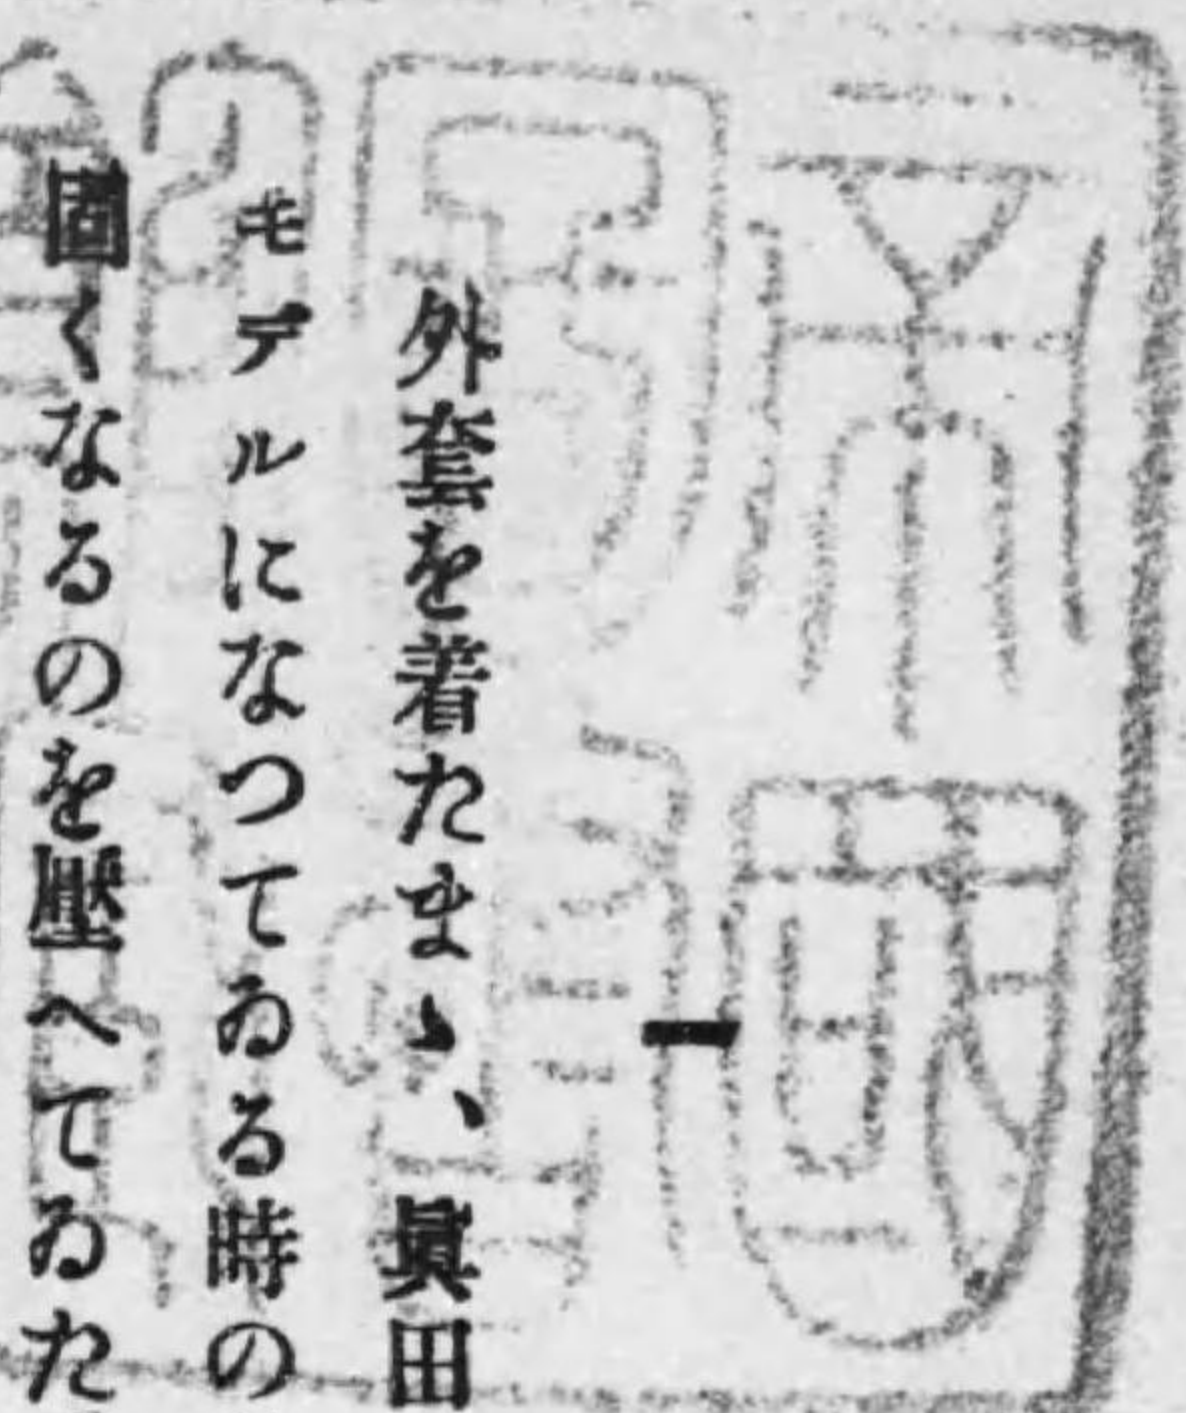 一
外套を着たまゝ、眞田
モデルになつてゐる時の
固くなるのを壓へてゐた